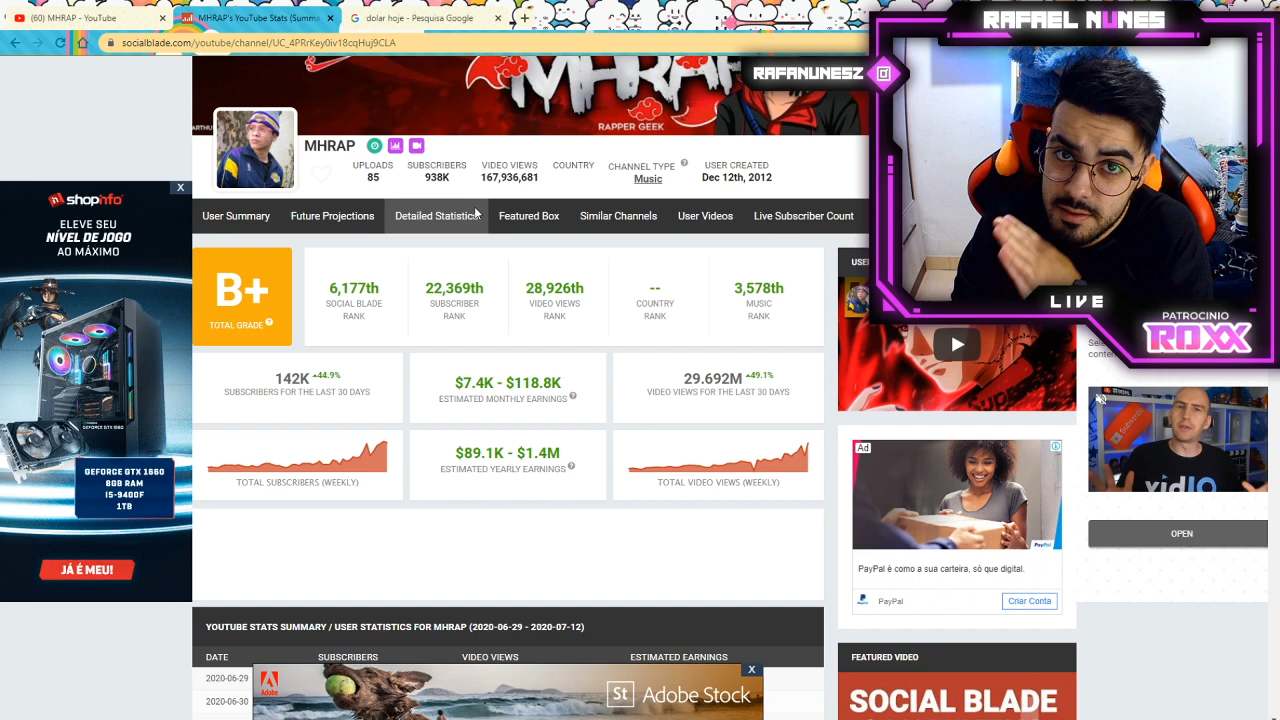 (60) MHRAP - YouTube
MHRAP's YouTube Stats (Summa
dolar hoje - Pesquisa Google
socialblade.com/youtube/channel/UC_4PRrKey0iv18cqHuj9CLA
RAFAEL NUNES
RAFANUNESZ
LIVE
PATROCINIO
ROXX
MHRAP
RAPPER GEEK
MHRAP
UPLOADS
85
SUBSCRIBERS
938K
VIDEO VIEWS
167,936,681
COUNTRY
CHANNEL TYPE
Music
USER CREATED
Dec 12th, 2012
User Summary
Future Projections
Detailed Statistics
Featured Box
Similar Channels
User Videos
Live Subscriber Count
shopinfo
X
ELEVE SEU
NÍVEL DE JOGO
AO MÁXIMO
GEFORCE GTX 1660
8GB RAM
I5-9400F
1TB
JÁ É MEU!
B+
TOTAL GRADE
6,177th
SOCIAL BLADE
RANK
22,369th
SUBSCRIBER
RANK
28,926th
VIDEO VIEWS
RANK
--
COUNTRY
RANK
3,578th
MUSIC
RANK
142K +44.9%
SUBSCRIBERS FOR THE LAST 30 DAYS
$7.4K - $118.8K
ESTIMATED MONTHLY EARNINGS
29.692M +49.1%
VIDEO VIEWS FOR THE LAST 30 DAYS
TOTAL SUBSCRIBERS (WEEKLY)
$89.1K - $1.4M
ESTIMATED YEARLY EARNINGS
TOTAL VIDEO VIEWS (WEEKLY)
YOUTUBE STATS SUMMARY / USER STATISTICS FOR MHRAP (2020-06-29 - 2020-07-12)
DATE
SUBSCRIBERS
VIDEO VIEWS
ESTIMATED EARNINGS
2020-06-29
2020-06-30
Adobe
St
Adobe Stock
X
USE
Ad
PayPal
PayPal é como a sua carteira, só que digital.
PayPal
Criar Conta
FEATURED VIDEO
SOCIAL BLADE
vidIQ
OPEN